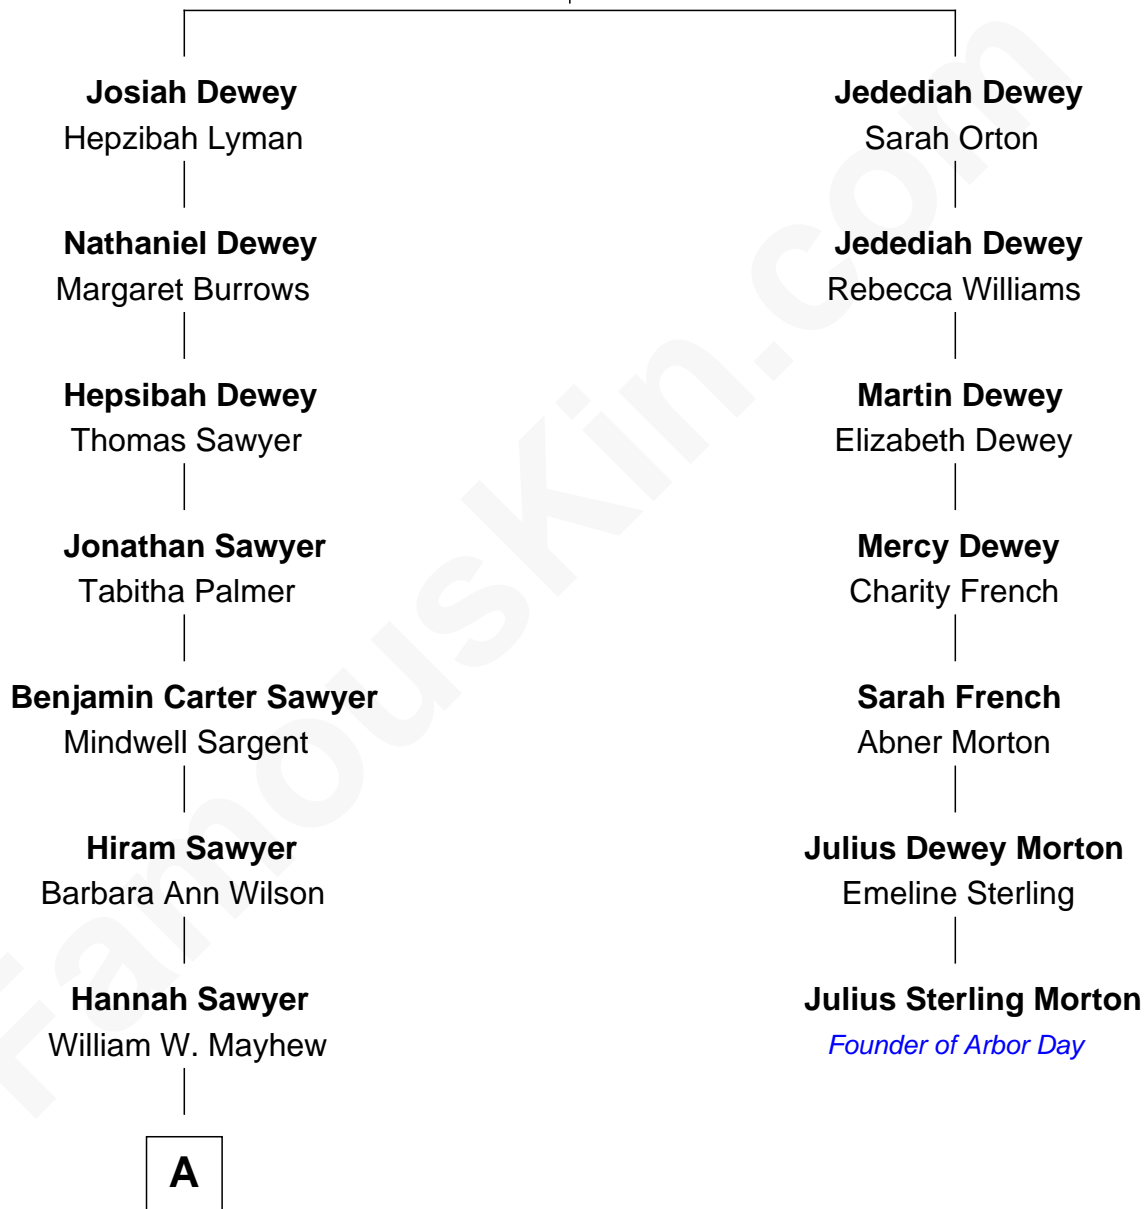 Josiah Dewey
Hepzibah Lyman
Nathaniel Dewey
Margaret Burrows
Hepsibah Dewey
Thomas Sawyer
Jonathan Sawyer
Tabitha Palmer
Benjamin Carter Sawyer
Mindwell Sargent
Hiram Sawyer
Barbara Ann Wilson
Hannah Sawyer
William W. Mayhew
A
Jedediah Dewey
Sarah Orton
Jedediah Dewey
Rebecca Williams
Martin Dewey
Elizabeth Dewey
Mercy Dewey
Charity French
Sarah French
Abner Morton
Julius Dewey Morton
Emeline Sterling
Julius Sterling Morton
Founder of Arbor Day
FamousKin.com